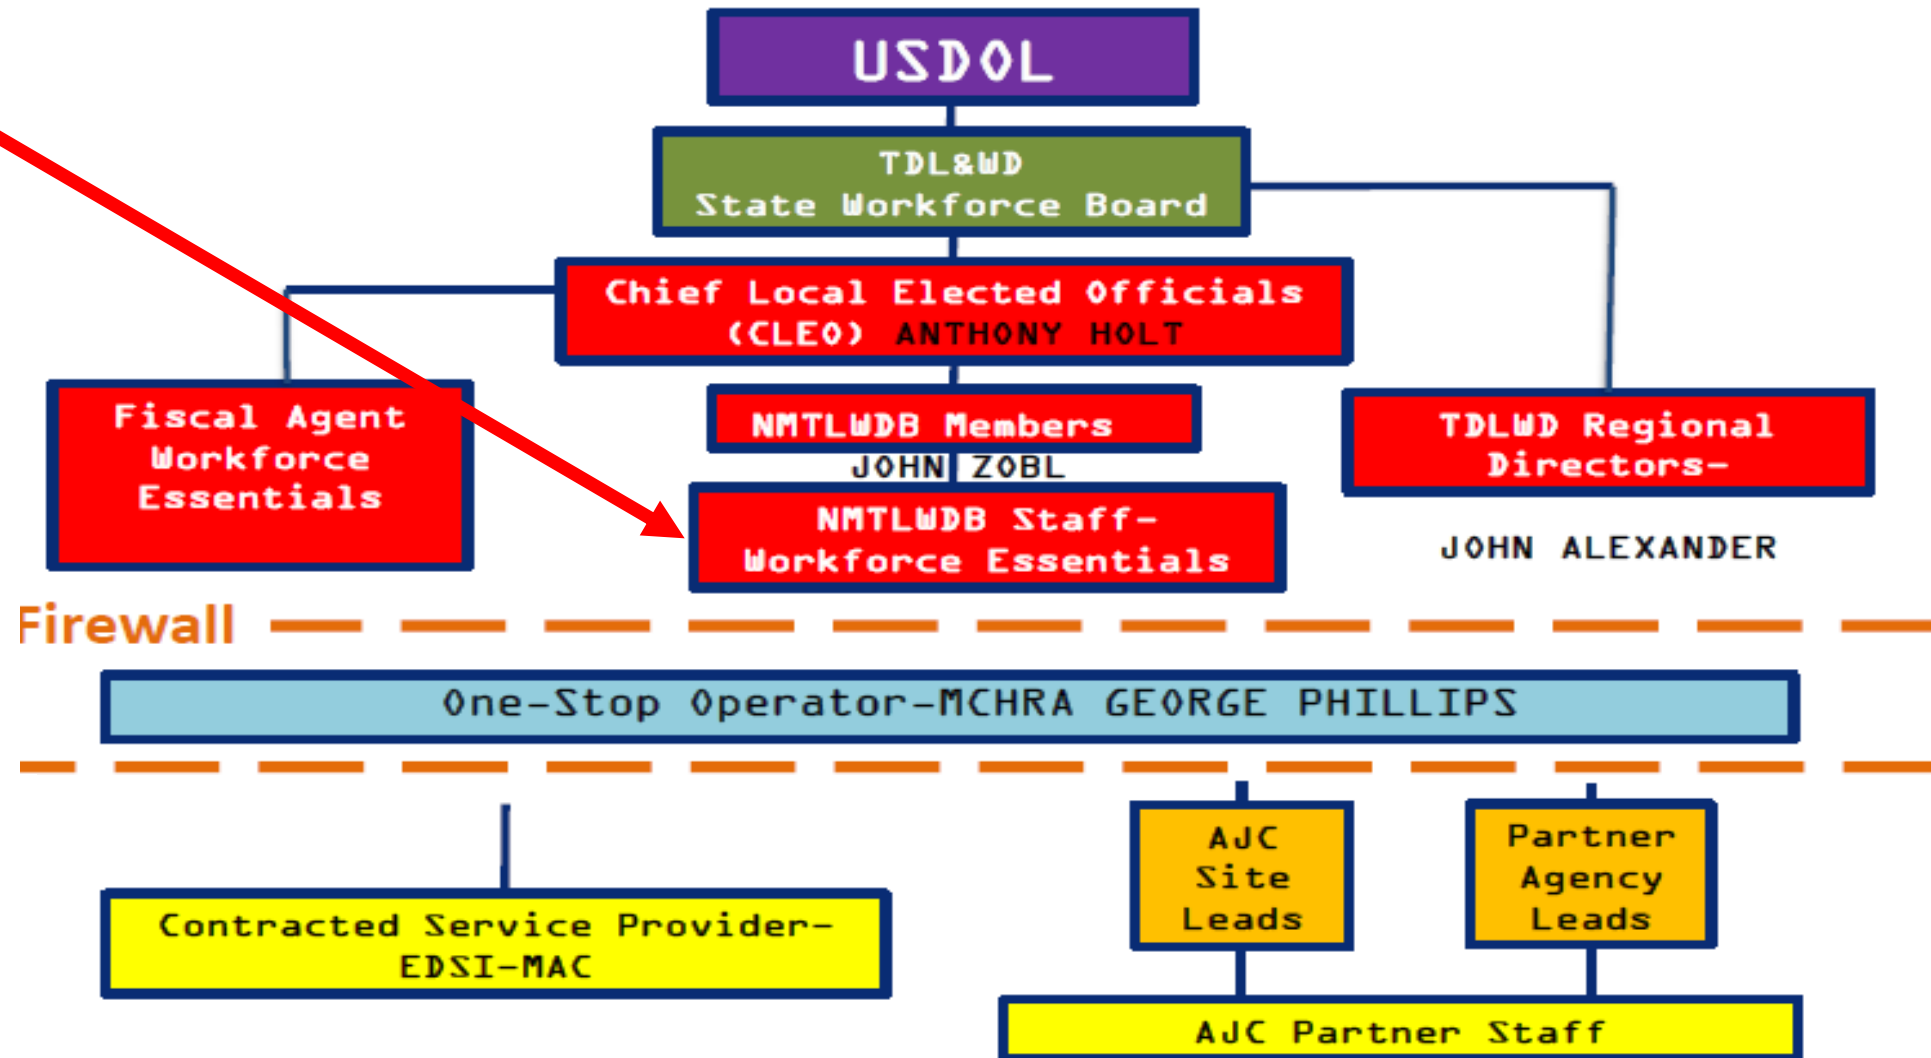 USDOL
TDL&WD
State Workforce Board
Chief Local Elected Officials
(CLEO) ANTHONY HOLT
Fiscal Agent
Workforce
Essentials
NMTLWDB Members
JOHN ZOBL
NMTLWDB Staff-
Workforce Essentials
TDLWD Regional
Directors-
JOHN ALEXANDER
Firewall
One-Stop Operator-MCHRA GEORGE PHILLIPS
Contracted Service Provider-
EDSI-MAC
AJC
Site
Leads
Partner
Agency
Leads
AJC Partner Staff